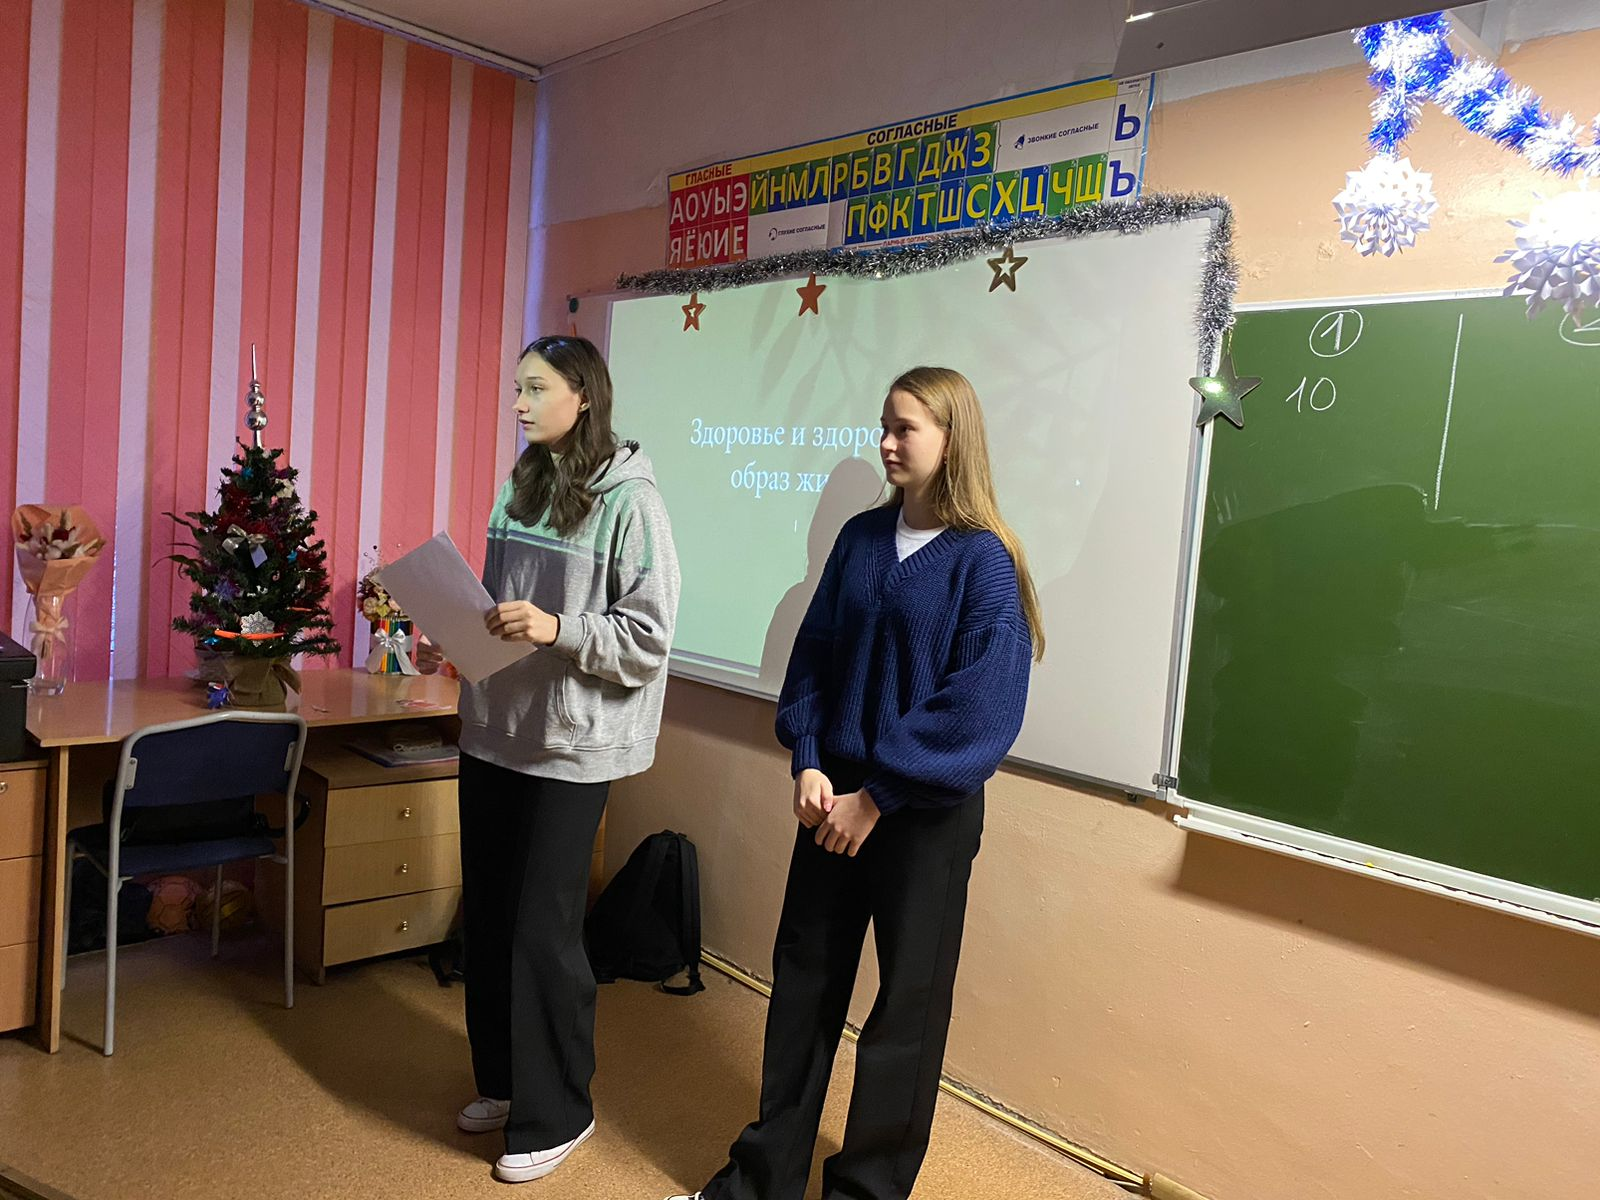 СОГЛАСНЫЕ
ГЛАСНЫЕ
ЗВОНКИЕ СОГЛАСНЫЕ
Ь
АОУЫЭ
ЙНМЛРБВГДЖЗ
ЯЁЮИЕ
ГЛУХИЕ СОГЛАСНЫЕ
ПФКТШСХЦЧЩ
Ъ
Здоровье и здоро
образ жи
1
10